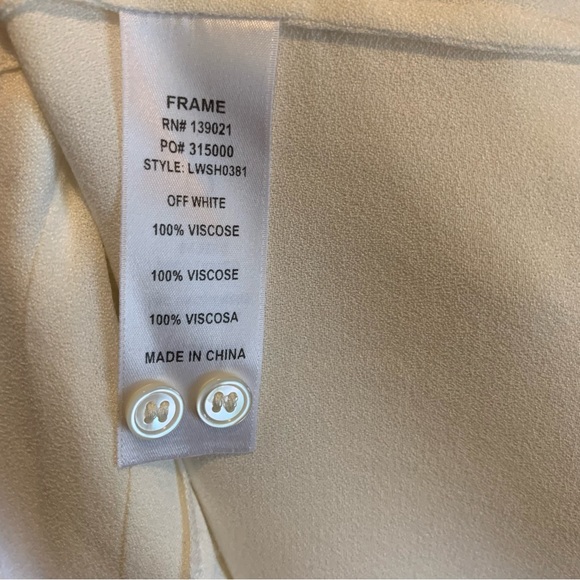 FRAME
RN# 139021
PO# 315000
STYLE: LWSH0381
OFF WHITE
100% VISCOSE
100% VISCOSE
100% VISCOSA
MADE IN CHINA